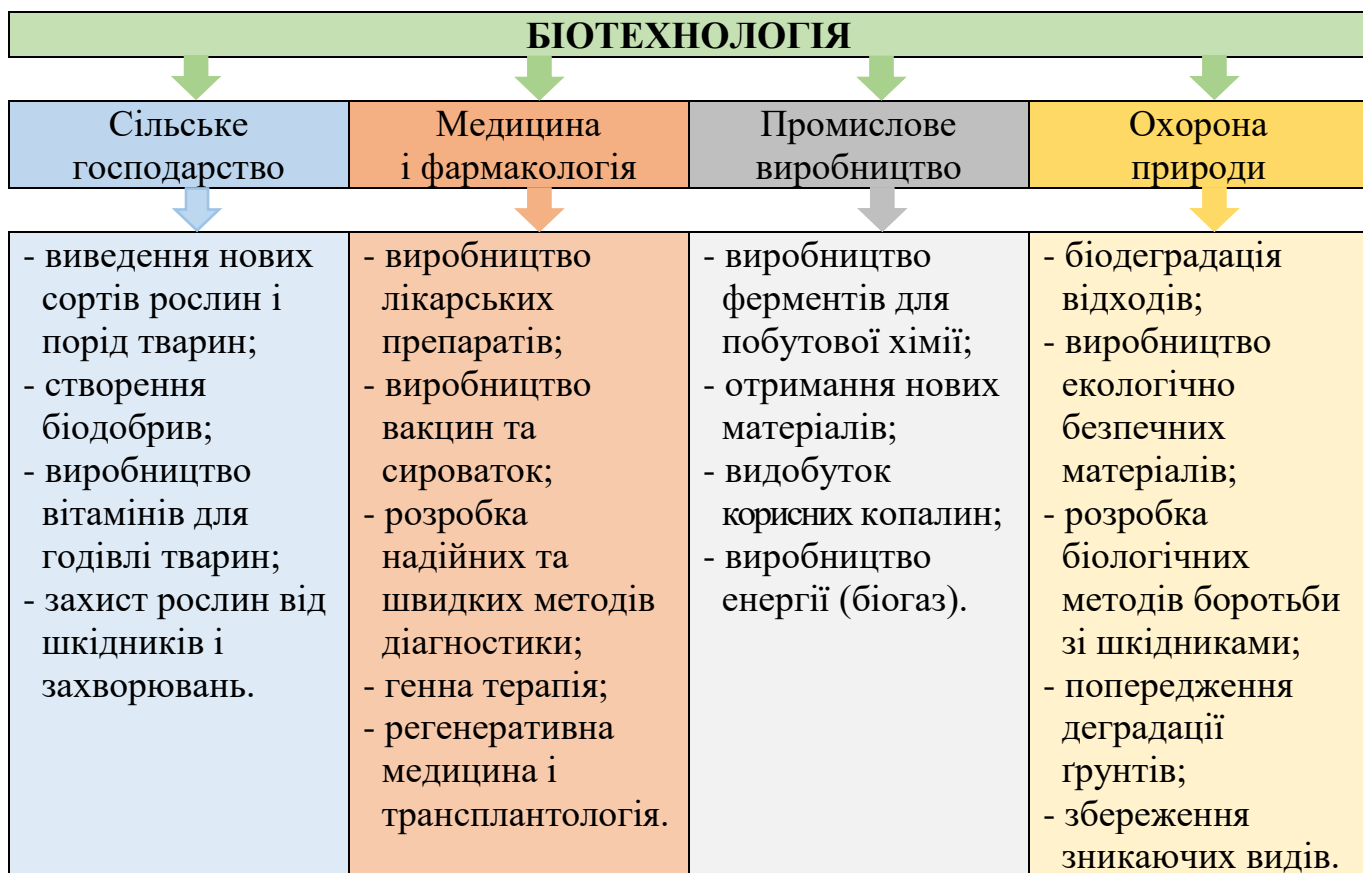 БІОТЕХНОЛОГІЯ
Сільське
господарство
Медицина
і фармакологія
Промислове
виробництво
Охорона
природи
- виведення нових
сортів рослин і
порід тварин;
- створення
біодобрив;
- виробництво
вітамінів для
годівлі тварин;
- захист рослин від
шкідників і
захворювань.
- виробництво
лікарських
препаратів;
- виробництво
вакцин та
сироваток;
- розробка
надійних та
швидких методів
діагностики;
- генна терапія;
- регенеративна
медицина і
трансплантологія.
- виробництво
ферментів для
побутової хімії;
- отримання нових
матеріалів;
- видобуток
корисних копалин;
- виробництво
енергії (біогаз).
- біодеградація
відходів;
- виробництво
екологічно
безпечних
матеріалів;
- розробка
біологічних
методів боротьби
зі шкідниками;
- попередження
деградації
ґрунтів;
- збереження
зникаючих видів.